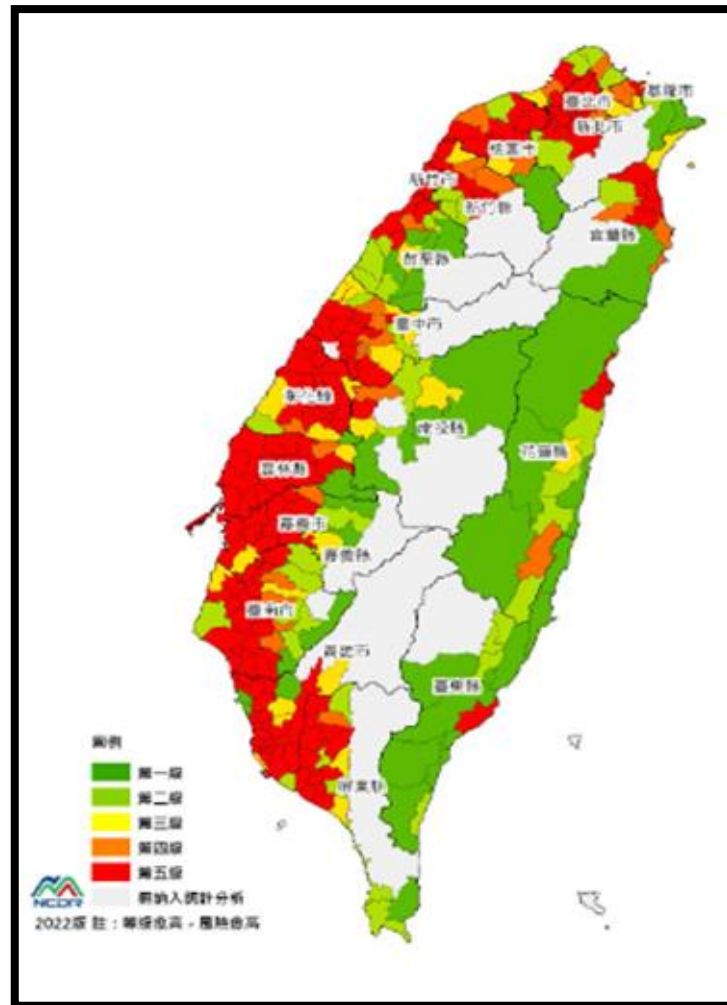 基隆市
臺北市
新北市
桃園市
新竹市
新竹縣
宜蘭縣
苗栗縣
臺中市
彰化縣
南投縣
花蓮縣
雲林縣
嘉義市
嘉義縣
臺南市
高雄市
臺東縣
屏東縣
圖例
第一級
第二級
第三級
第四級
第五級
未納入統計分析
NCDR
2022版 註：等級愈高，風險愈高